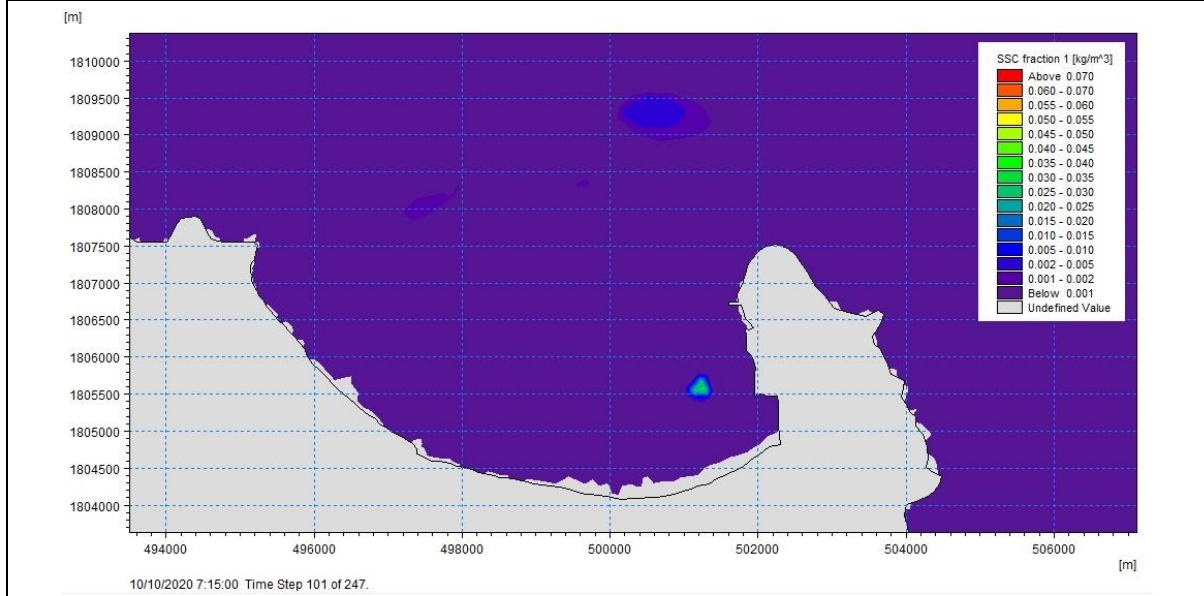 [m]
SSC fraction 1 [kg/m^3]
Above 0.070
0.060 - 0.070
0.055 - 0.060
0.050 - 0.055
0.045 - 0.050
0.040 - 0.045
0.035 - 0.040
0.030 - 0.035
0.025 - 0.030
0.020 - 0.025
0.015 - 0.020
0.010 - 0.015
0.005 - 0.010
0.002 - 0.005
0.001 - 0.002
Below 0.001
Undefined Value
1810000
1809500
1809000
1808500
1808000
1807500
1807000
1806500
1806000
1805500
1805000
1804500
1804000
494000 496000 498000 500000 502000 504000 506000
[m]
10/10/2020 7:15:00 Time Step 101 of 247.